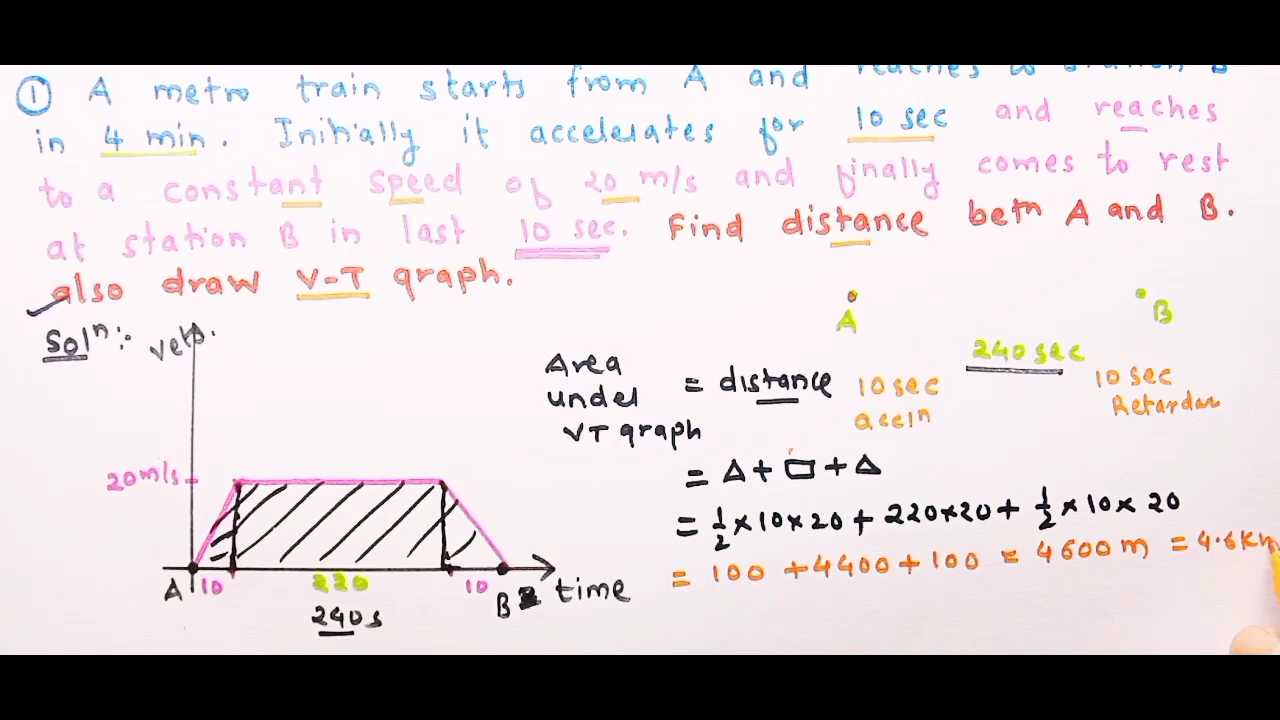 ① A metro train starts from A and reaches to station B
in 4 min. Initially it accelerates for 10 sec and reaches
to a constant speed of 20 m/s and finally comes to rest
at station B in last 10 sec. Find distance betn A and B.
also draw V-T graph.
Solⁿ :-
Velo.
20m/s
A 10 220 10 B time
240s
A B
240 sec
10 sec accln
10 sec Retardan
Area under VT graph = distance
= Δ + □ + Δ
= 1/2 × 10 × 20 + 220×20 + 1/2 × 10 × 20
= 100 + 4400 + 100 = 4600 m = 4.6 Km